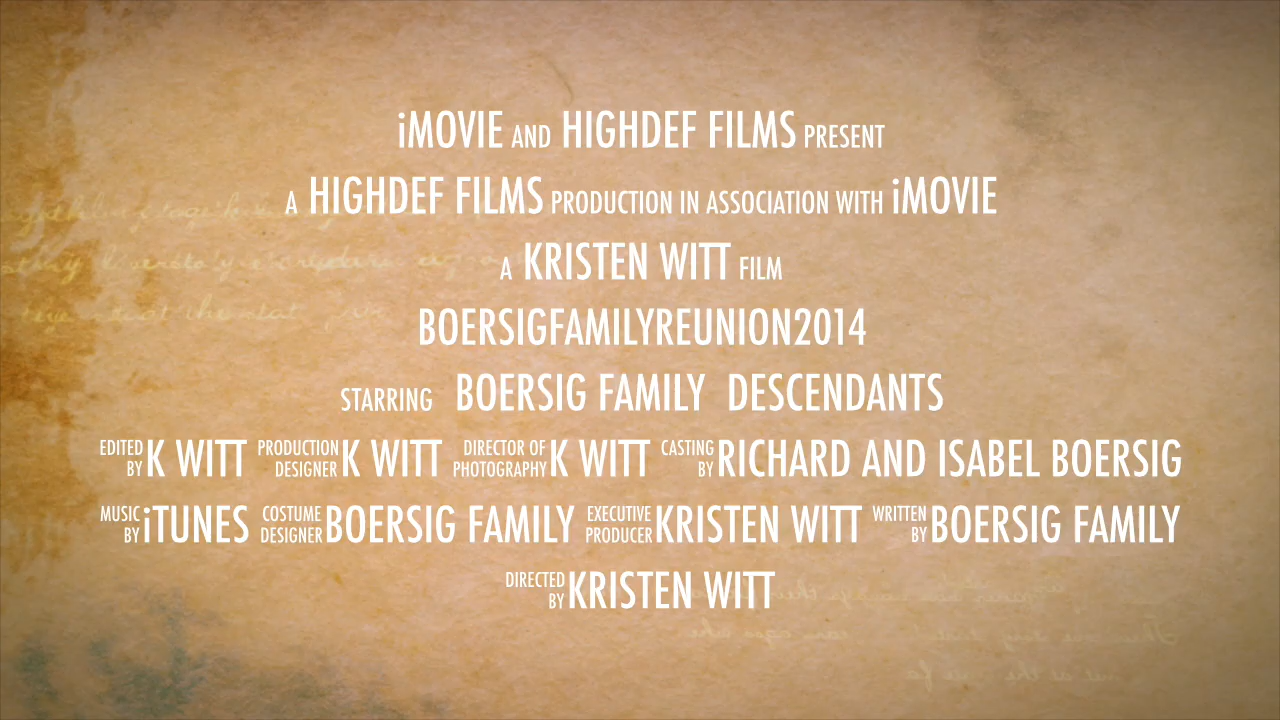 iMOVIE AND HIGHDEF FILMS PRESENT
A HIGHDEF FILMS PRODUCTION IN ASSOCIATION WITH iMOVIE
A KRISTEN WITT FILM
BOERSIGFAMILYREUNION2014
STARRING BOERSIG FAMILY DESCENDANTS
EDITED BY K WITT PRODUCTION DESIGNER K WITT DIRECTOR OF PHOTOGRAPHY K WITT CASTING BY RICHARD AND ISABEL BOERSIG
MUSIC BY iTUNES COSTUME DESIGNER BOERSIG FAMILY EXECUTIVE PRODUCER KRISTEN WITT WRITTEN BY BOERSIG FAMILY
DIRECTED BY KRISTEN WITT